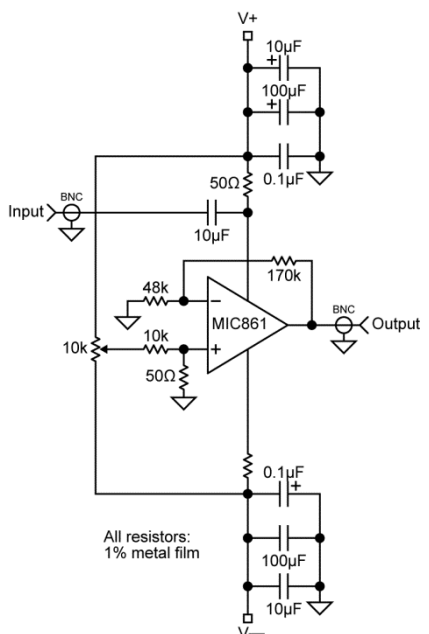 V+
10µF
+
100µF
+
0.1µF
50Ω
BNC
Input
10µF
170k
48k
−
MIC861
BNC
Output
10k
10k
+
50Ω
0.1µF
+
All resistors:
1% metal film
100µF
10µF
V−